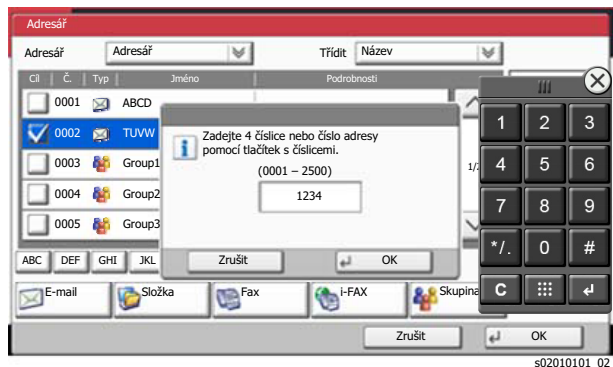 Adresář
Adresář Adresář Třídit Název
Cíl Č. Typ Jméno Podrobnosti
0001 ABCD
0002 TUVW
0003 Group1
0004 Group2
0005 Group3
Zadejte 4 číslice nebo číslo adresy
pomocí tlačítek s číslicemi.
(0001 – 2500)
1234
Zrušit OK
1/
ABC DEF GHI JKL
E-mail Složka Fax i-FAX Skupina
Zrušit OK
1 2 3
4 5 6
7 8 9
*/. 0 #
C
s02010101_02